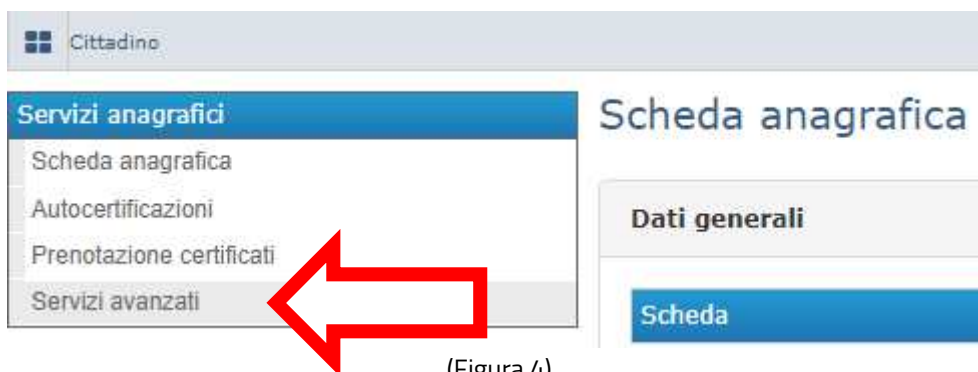 Cittadino
Servizi anagrafici
Scheda anagrafica
Autocertificazioni
Prenotazione certificati
Servizi avanzati
Scheda anagrafica
Dati generali
Scheda
(Figura 4)